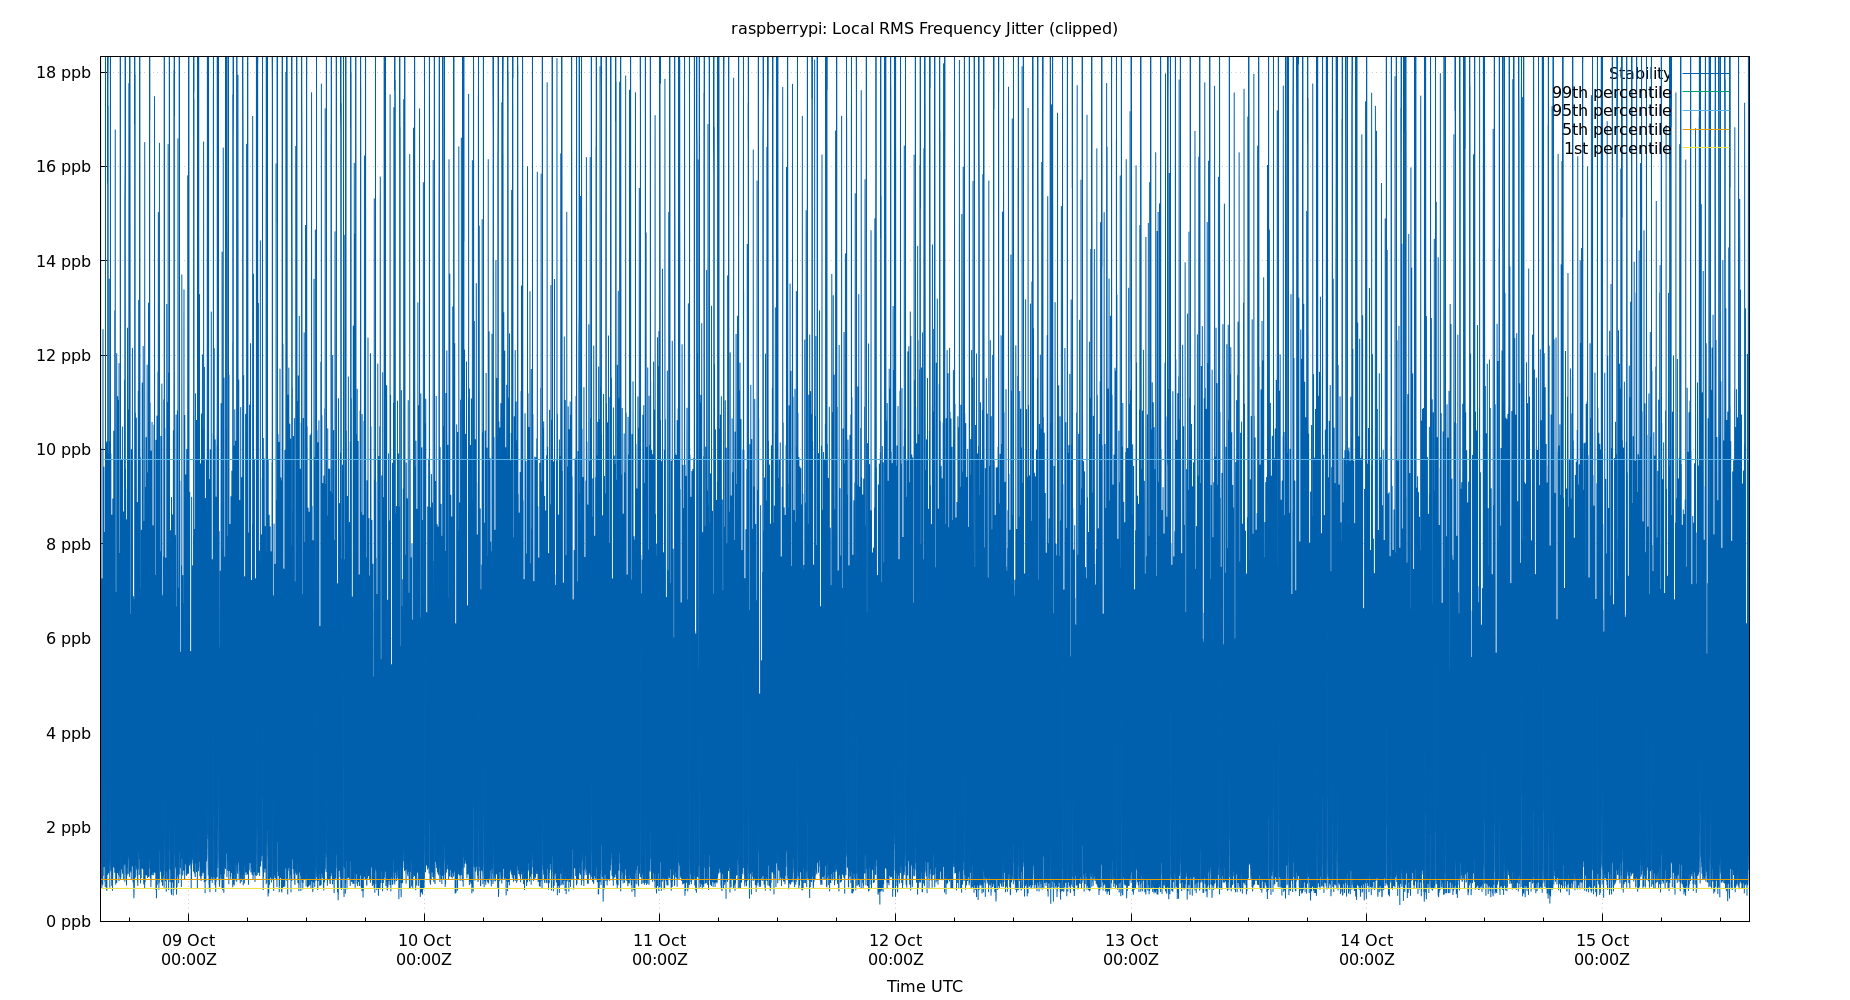 raspberrypi: Local RMS Frequency Jitter (clipped)
18 ppb
16 ppb
14 ppb
12 ppb
10 ppb
8 ppb
6 ppb
4 ppb
2 ppb
0 ppb
Stability
99th percentile
95th percentile
5th percentile
1st percentile
09 Oct
00:00Z
10 Oct
00:00Z
11 Oct
00:00Z
12 Oct
00:00Z
13 Oct
00:00Z
14 Oct
00:00Z
15 Oct
00:00Z
Time UTC